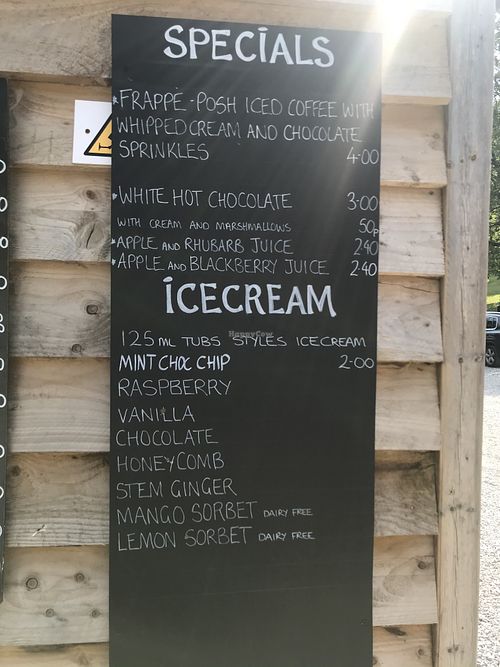 SPECIALS
*FRAPPÉ-POSH ICED COFFEE WITH
WHIPPED CREAM AND CHOCOLATE
SPRINKLES 4-00
*WHITE HOT CHOCOLATE 3-00
WITH CREAM AND MARSHMALLOWS 50p
*APPLE AND RHUBARB JUICE 2.40
*APPLE AND BLACKBERRY JUICE 2.40
ICECREAM
125ML TUBS STYLES ICECREAM
MINT CHOC CHIP 2-00
RASPBERRY
VANILLA
CHOCOLATE
HONEYCOMB
STEM GINGER
MANGO SORBET DAIRY FREE
LEMON SORBET DAIRY FREE
HappyCow